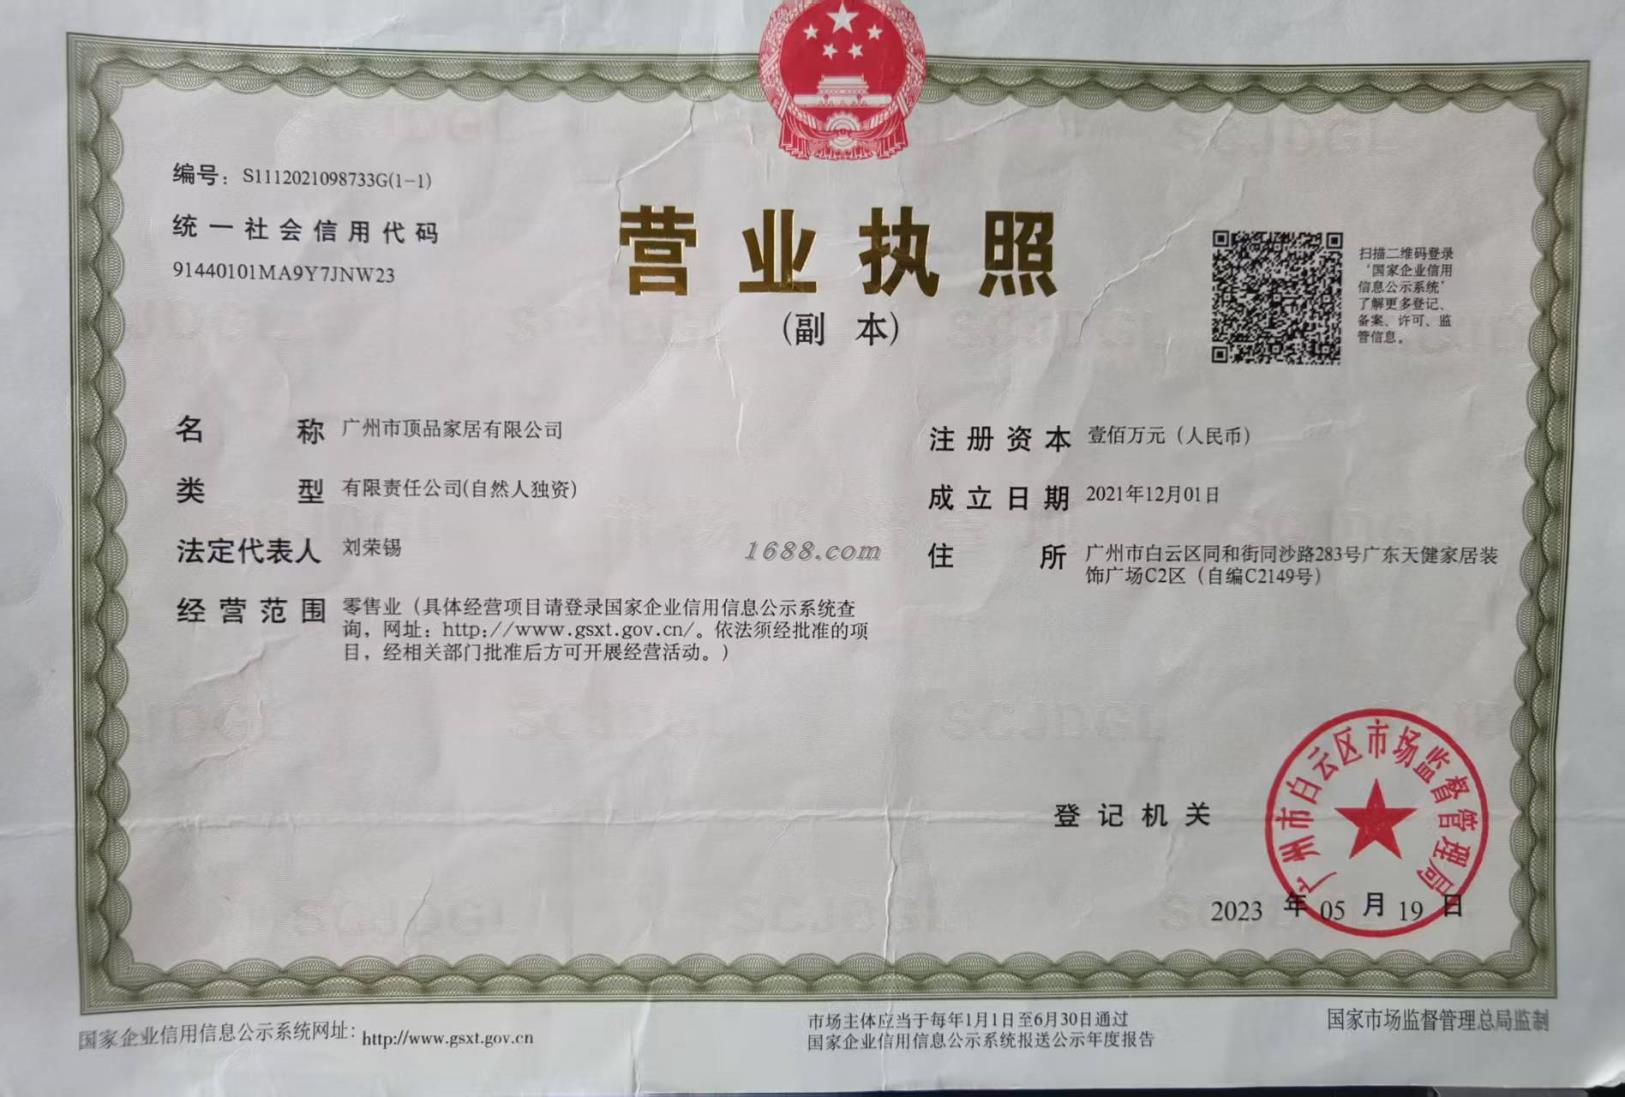 编号：S1112021098733G(1-1)
统一社会信用代码
91440101MA9Y7JNW23
营业执照
（副 本）
扫描二维码登录
‘国家企业信用
信息公示系统’
了解更多登记、
备案、许可、监
管信息。
名 称 广州市顶品家居有限公司
类 型 有限责任公司(自然人独资)
法定代表人 刘荣锡
经营范围 零售业（具体经营项目请登录国家企业信用信息公示系统查
询，网址：http://www.gsxt.gov.cn/。依法须经批准的项
目，经相关部门批准后方可开展经营活动。）
注册资本 壹佰万元（人民币）
成立日期 2021年12月01日
住 所 广州市白云区同和街同沙路283号广东天健家居装
饰广场C2区（自编C2149号）
1688.com
登记机关
广州市白云区市场监督管理局
2023 年 05 月 19 日
国家企业信用信息公示系统网址：http://www.gsxt.gov.cn
市场主体应当于每年1月1日至6月30日通过
国家企业信用信息公示系统报送公示年度报告
国家市场监督管理总局监制